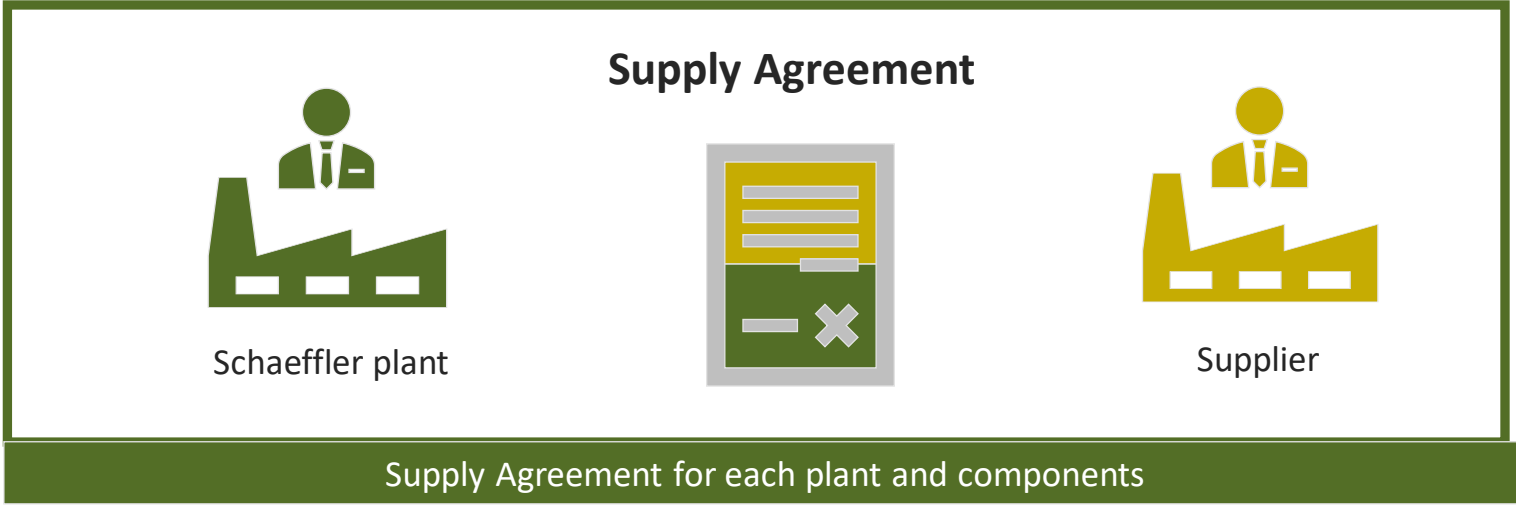 Supply Agreement
Schaeffler plant
Supplier
Supply Agreement for each plant and components